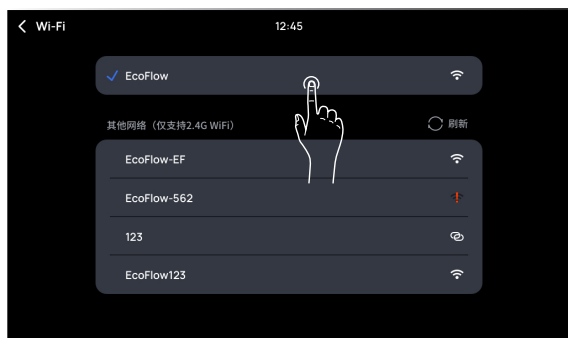 Wi-Fi
12:45
EcoFlow
其他网络（仅支持2.4G WiFi）
刷新
EcoFlow-EF
EcoFlow-562
123
EcoFlow123